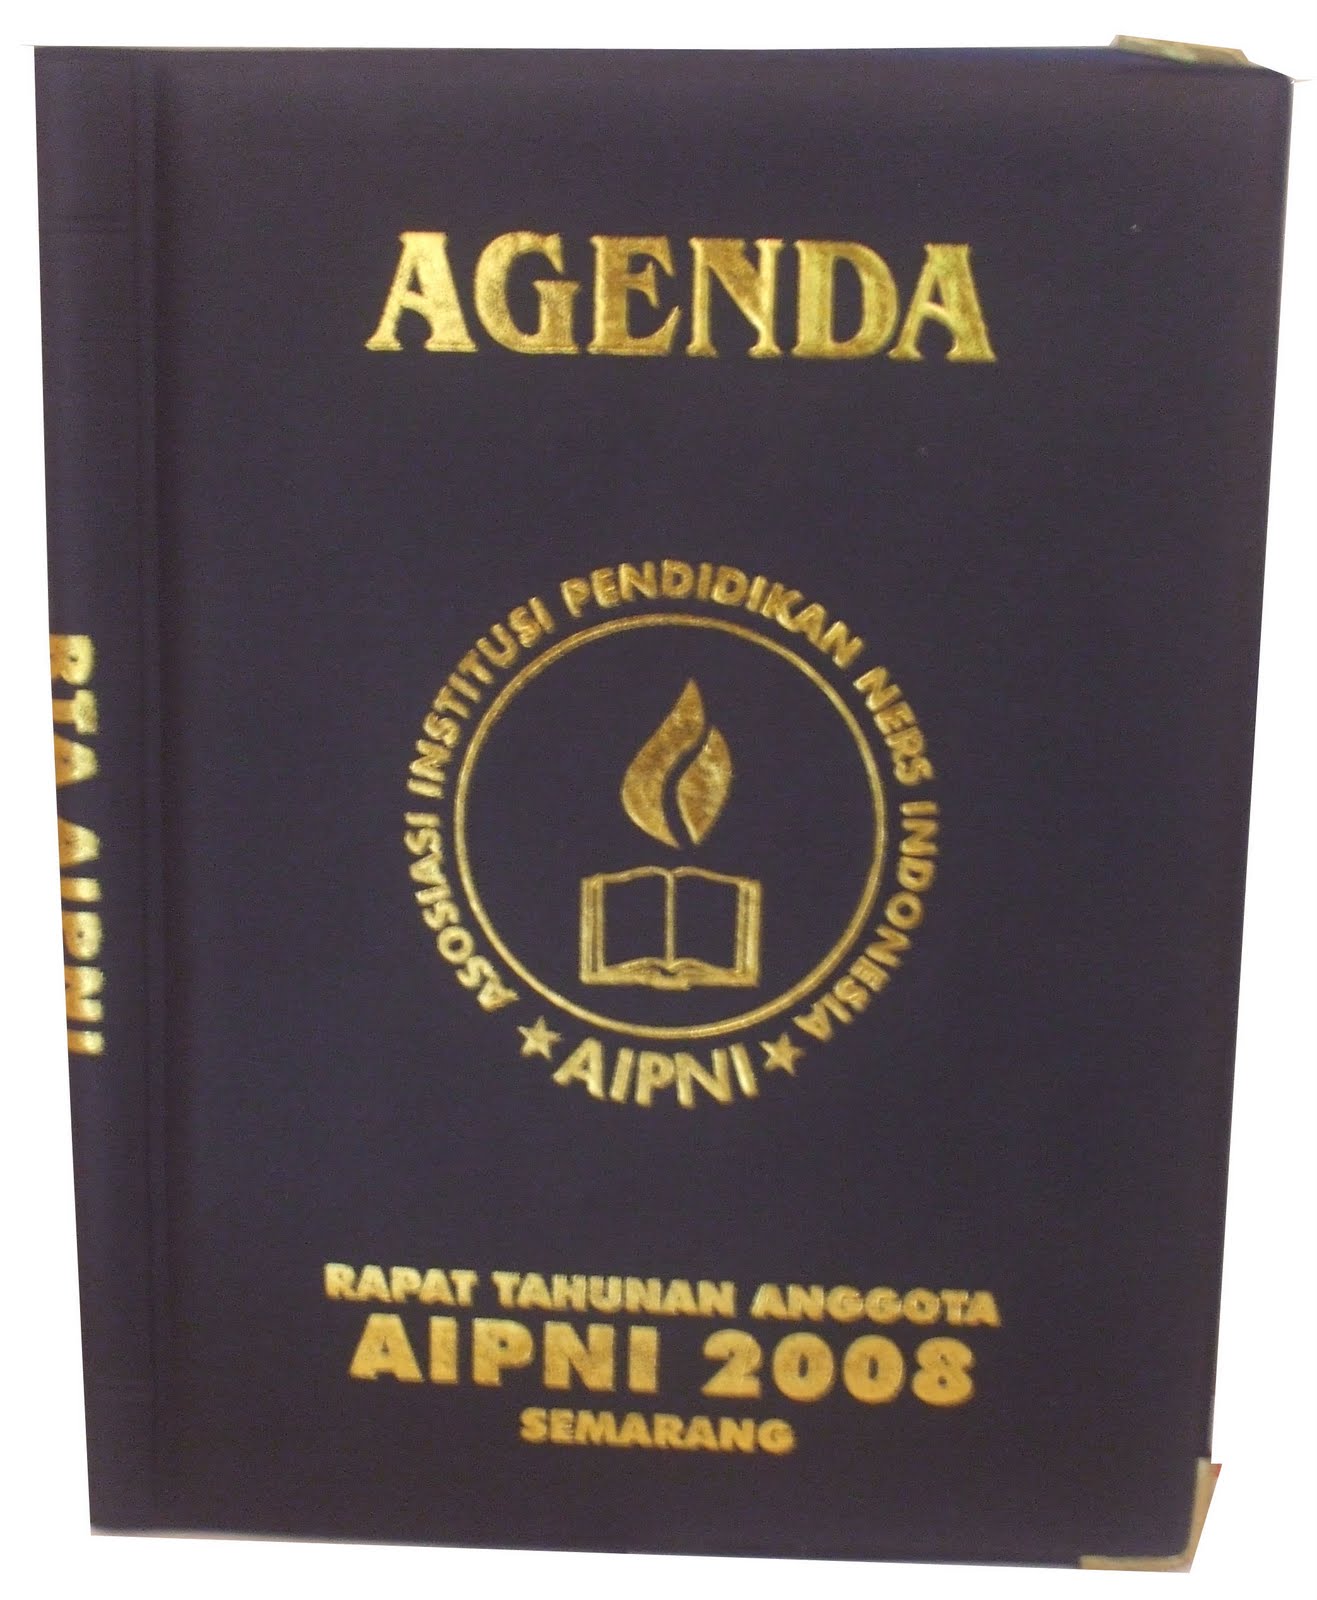 AGENDA
ASOSIASI INSTITUSI PENDIDIKAN NERS INDONESIA
AIPNI
RAPAT TAHUNAN ANGGOTA
AIPNI 2008
SEMARANG
RTA AIPNI